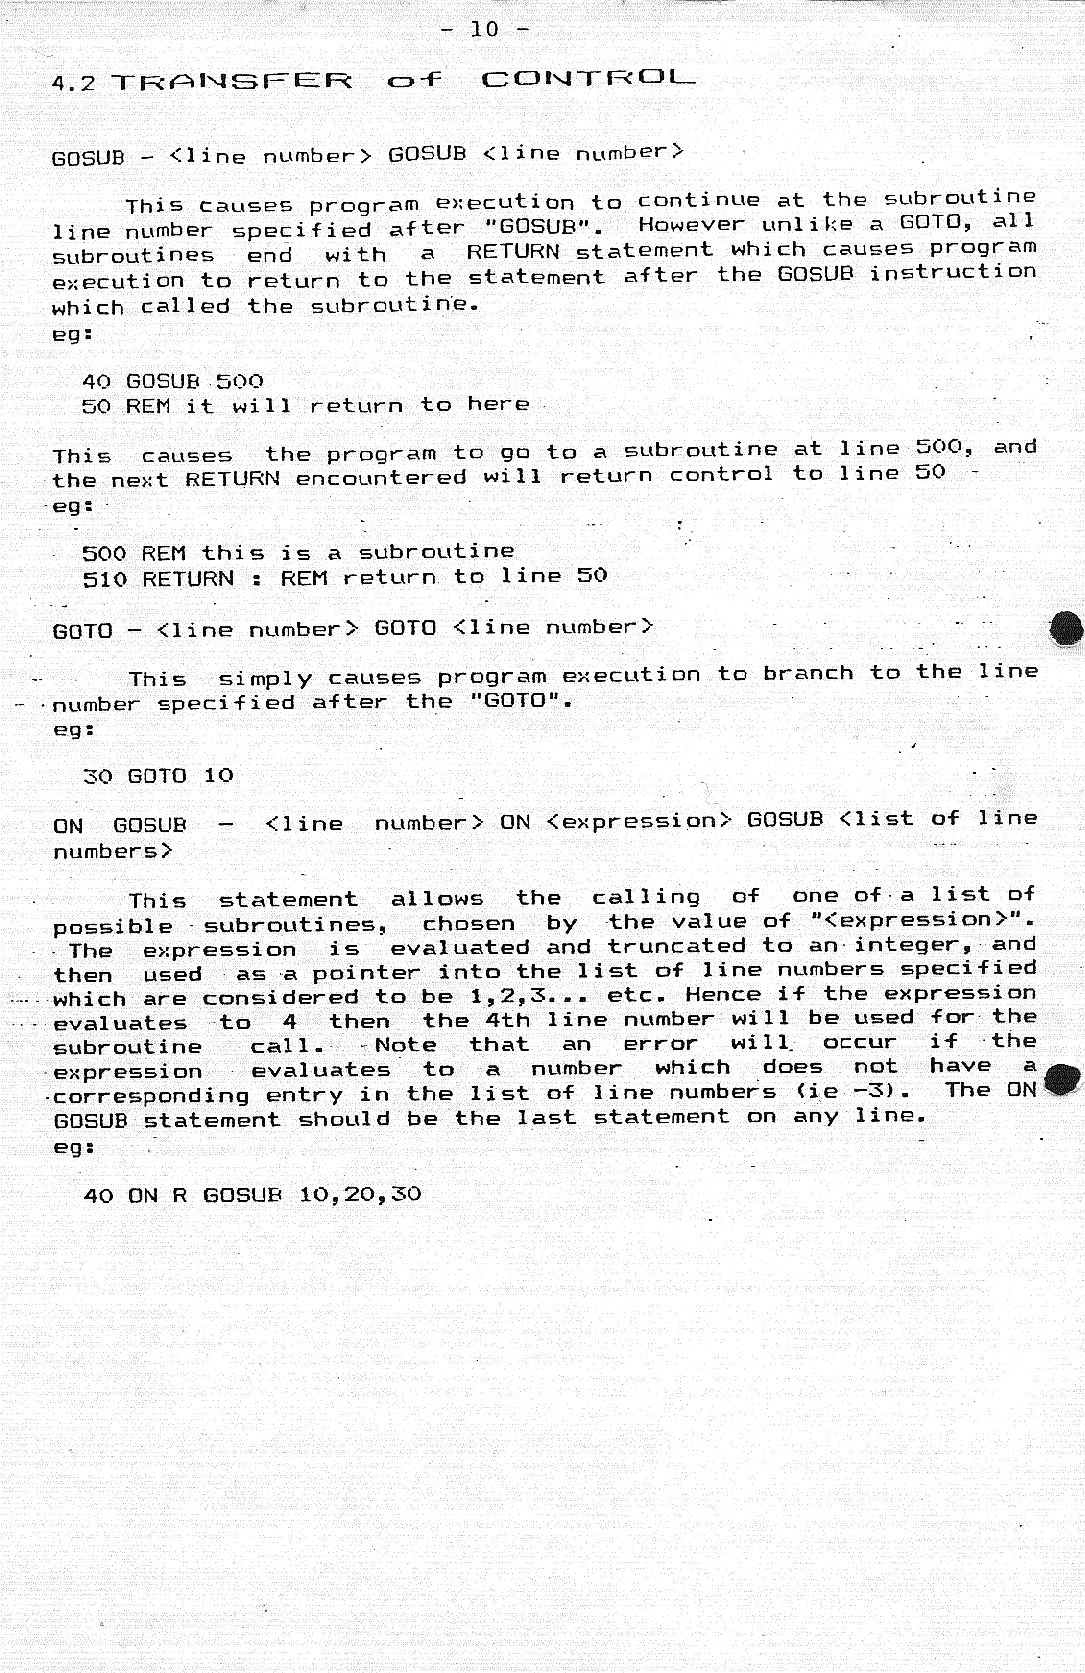 - 10 -
4.2 TRANSFER of CONTROL
GOSUB - <line number> GOSUB <line number>
This causes program execution to continue at the subroutine
line number specified after "GOSUB". However unlike a GOTO, all
subroutines end with a RETURN statement which causes program
execution to return to the statement after the GOSUB instruction
which called the subroutine.
eg:
40 GOSUB 500
50 REM it will return to here
This causes the program to go to a subroutine at line 500, and
the next RETURN encountered will return control to line 50
eg:
500 REM this is a subroutine
510 RETURN : REM return to line 50
GOTO - <line number> GOTO <line number>
This simply causes program execution to branch to the line
number specified after the "GOTO".
eg:
30 GOTO 10
ON GOSUB - <line number> ON <expression> GOSUB <list of line
numbers>
This statement allows the calling of one of a list of
possible subroutines, chosen by the value of "<expression>".
The expression is evaluated and truncated to an integer, and
then used as a pointer into the list of line numbers specified
which are considered to be 1,2,3... etc. Hence if the expression
evaluates to 4 then the 4th line number will be used for the
subroutine call. Note that an error will occur if the
expression evaluates to a number which does not have a
corresponding entry in the list of line numbers (ie -3). The ON
GOSUB statement should be the last statement on any line.
eg:
40 ON R GOSUB 10,20,30